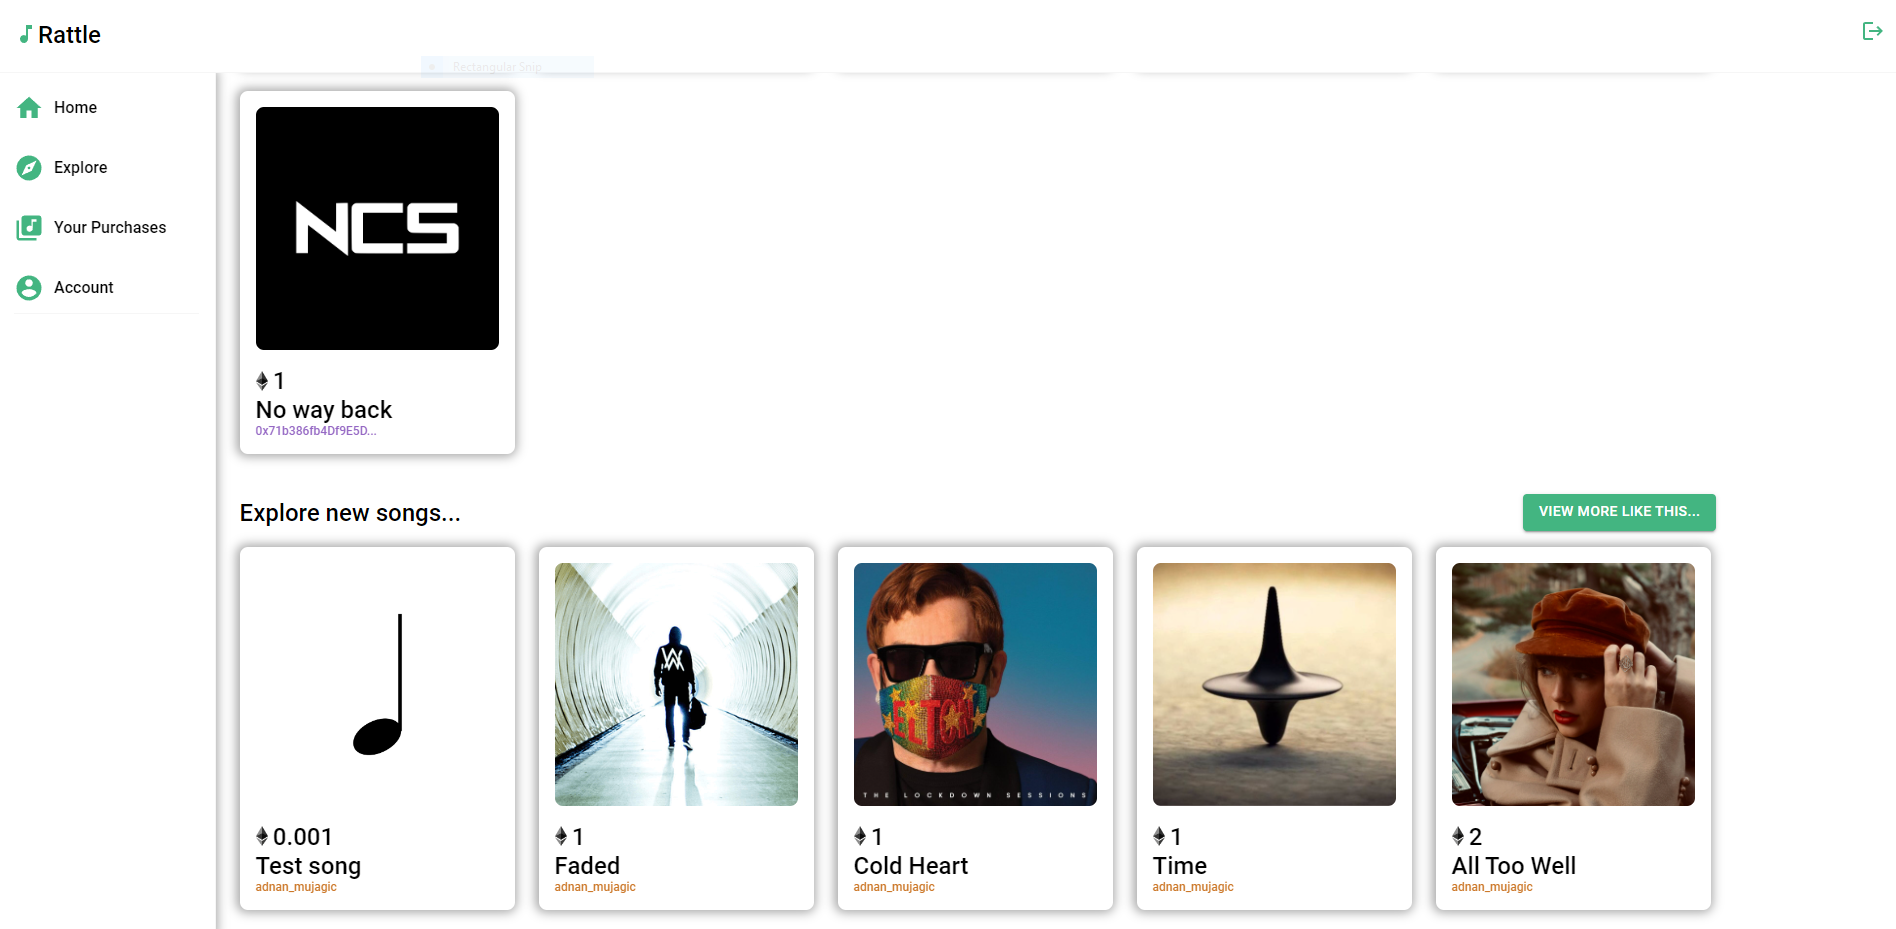 Rattle
Rectangular Snip
Home
Explore
Your Purchases
Account
NCS
1
No way back
0x71b386fb4Df9E5D...
Explore new songs...
VIEW MORE LIKE THIS...
ELTON
THE LOCKDOWN SESSIONS
0.001
Test song
adnan_mujagic
1
Faded
adnan_mujagic
1
Cold Heart
adnan_mujagic
1
Time
adnan_mujagic
2
All Too Well
adnan_mujagic